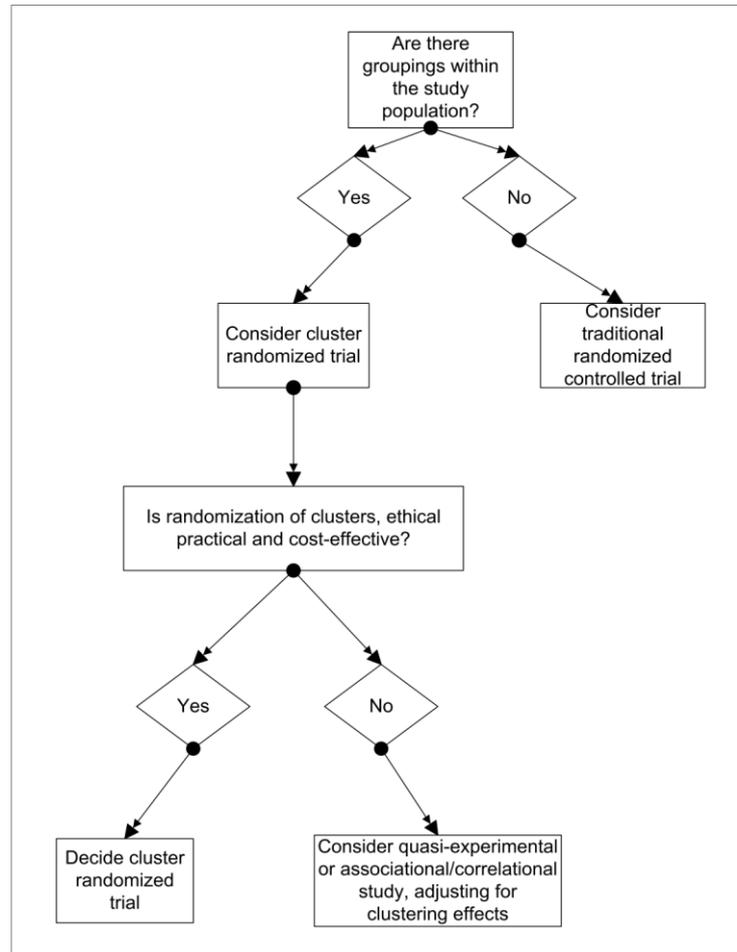 Are there
groupings within
the study
population?
Yes
No
Consider cluster
randomized trial
Consider
traditional
randomized
controlled trial
Is randomization of clusters, ethical
practical and cost-effective?
Yes
No
Decide cluster
randomized
trial
Consider quasi-experimental
or associational/correlational
study, adjusting for
clustering effects